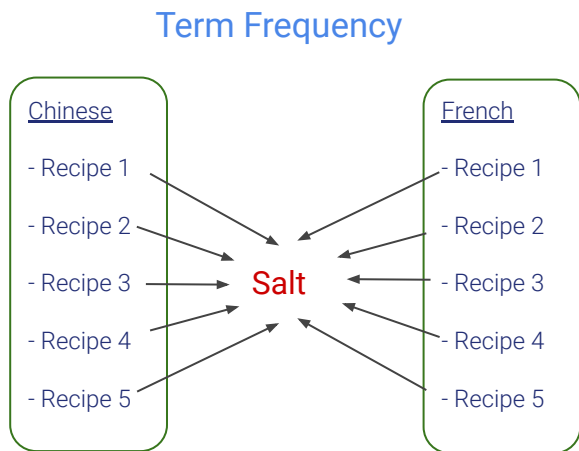 Term Frequency
Chinese
- Recipe 1
- Recipe 2
- Recipe 3
- Recipe 4
- Recipe 5
Salt
French
- Recipe 1
- Recipe 2
- Recipe 3
- Recipe 4
- Recipe 5